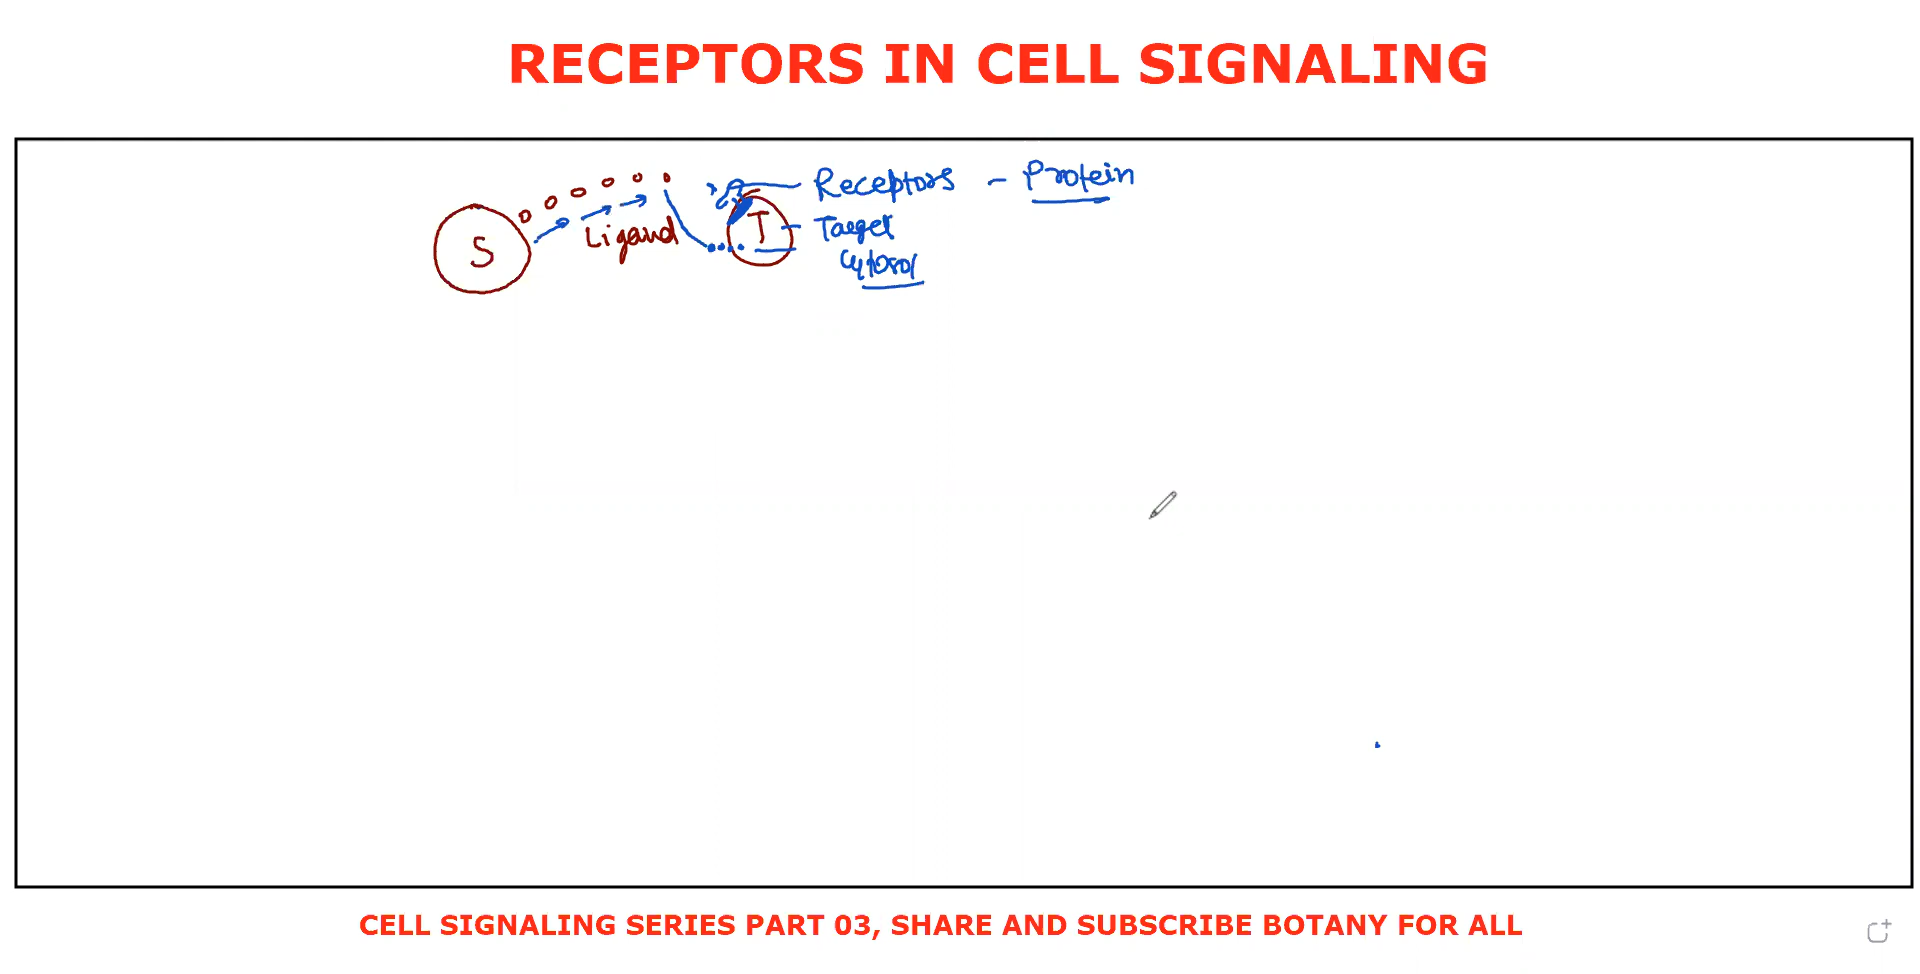 RECEPTORS IN CELL SIGNALING
S Ligand T Receptors - Protein
Target
Cytosol
CELL SIGNALING SERIES PART 03, SHARE AND SUBSCRIBE BOTANY FOR ALL